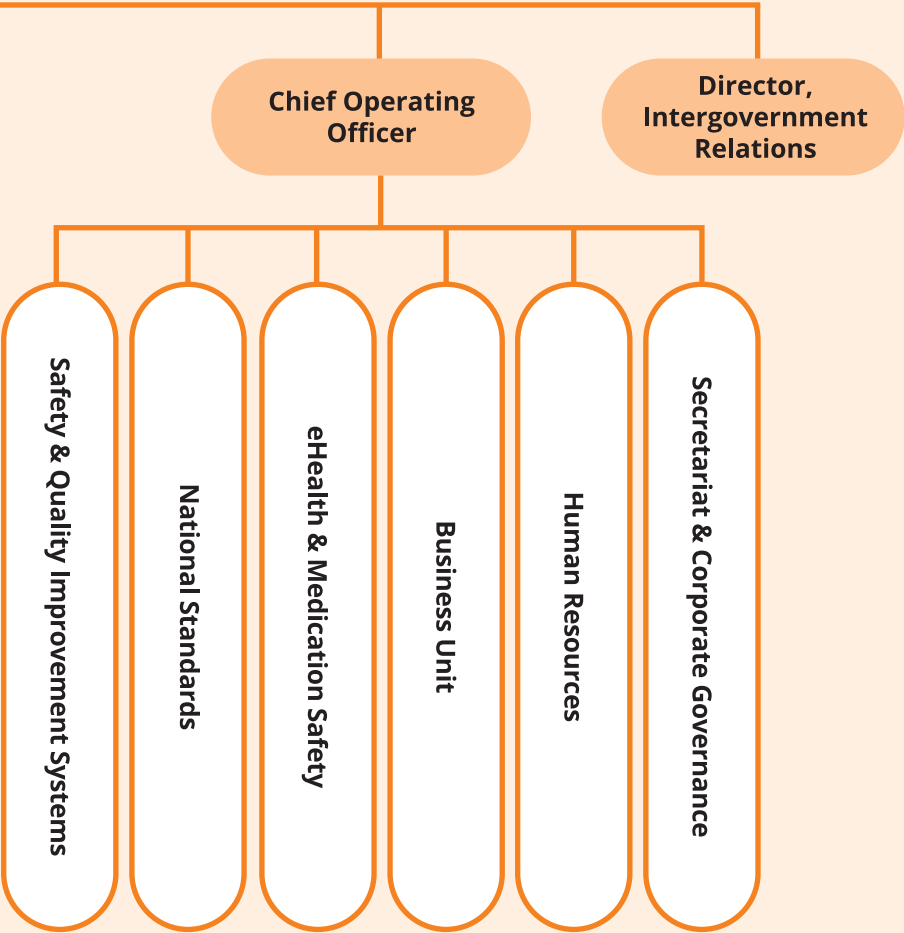 Chief Operating
Officer
Director,
Intergovernment
Relations
Safety & Quality Improvement Systems
National Standards
eHealth & Medication Safety
Business Unit
Human Resources
Secretariat & Corporate Governance